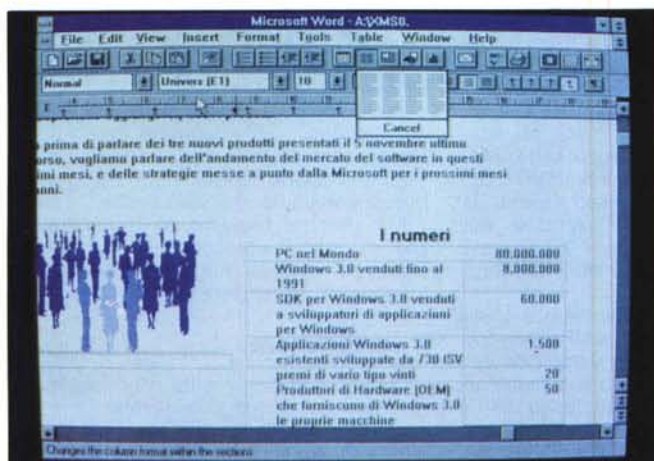 Microsoft Word - A:\XMS0.
File Edit View Insert Format Tools Table Window Help
Normal Univers (E1) 10
Cancel
prima di parlare dei tre nuovi prodotti presentati il 5 novembre ultimo
orso, vogliamo parlare dell'andamento del mercato del software in questi
imi mesi, e delle strategie messe a punto dalla Microsoft per i prossimi mesi
anni.
I numeri
PC nel Mondo 80.000.000
Windows 3.0 venduti fino al 8.000.000
1991
SDK per Windows 3.0 venduti 60.000
a sviluppatori di applicazioni
per Windows
Applicazioni Windows 3.0 1.500
esistenti sviluppate da 730 ISV
premi di vario tipo vinti 20
Produttori di Hardware (OEM) 50
che forniscono di Windows 3.0
le proprie macchine
Changes the column format within the sections